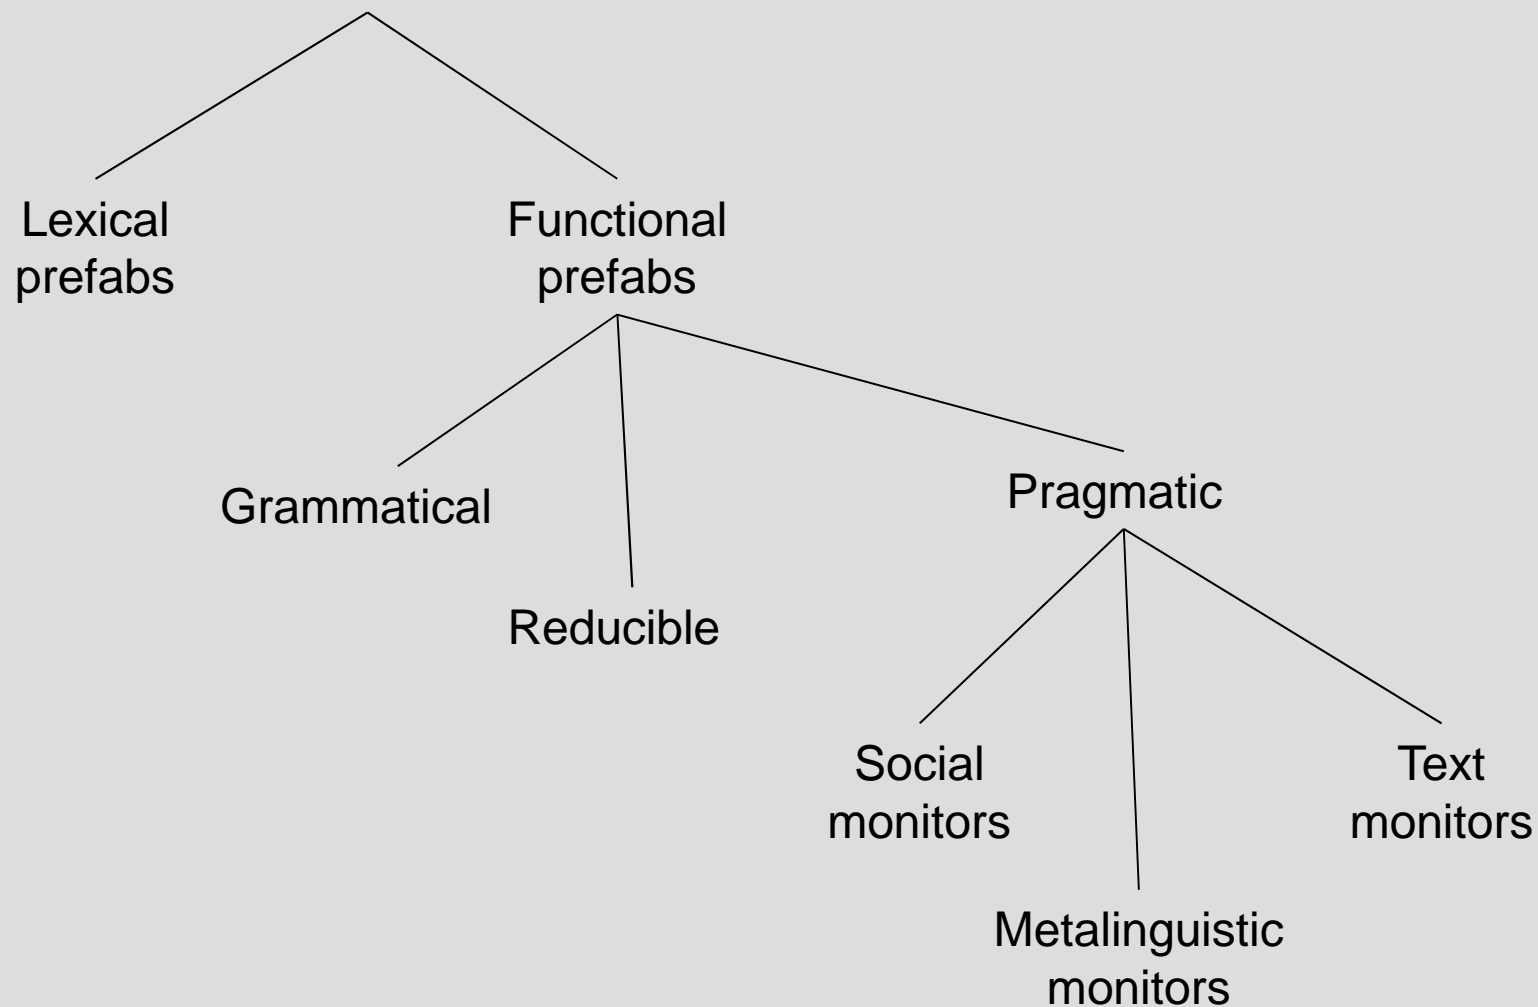 Lexical
prefabs
Functional
prefabs
Grammatical
Pragmatic
Reducible
Social
monitors
Text
monitors
Metalinguistic
monitors